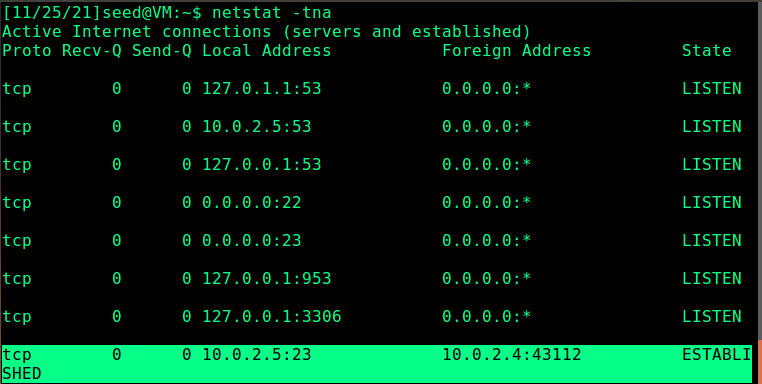 [11/25/21]seed@VM:~$ netstat -tna
Active Internet connections (servers and established)
Proto Recv-Q Send-Q Local Address           Foreign Address         State
tcp        0      0 127.0.1.1:53            0.0.0.0:*               LISTEN
tcp        0      0 10.0.2.5:53             0.0.0.0:*               LISTEN
tcp        0      0 127.0.0.1:53            0.0.0.0:*               LISTEN
tcp        0      0 0.0.0.0:22              0.0.0.0:*               LISTEN
tcp        0      0 0.0.0.0:23              0.0.0.0:*               LISTEN
tcp        0      0 127.0.0.1:953           0.0.0.0:*               LISTEN
tcp        0      0 127.0.0.1:3306          0.0.0.0:*               LISTEN
tcp        0      0 10.0.2.5:23             10.0.2.4:43112          ESTABLI
SHED